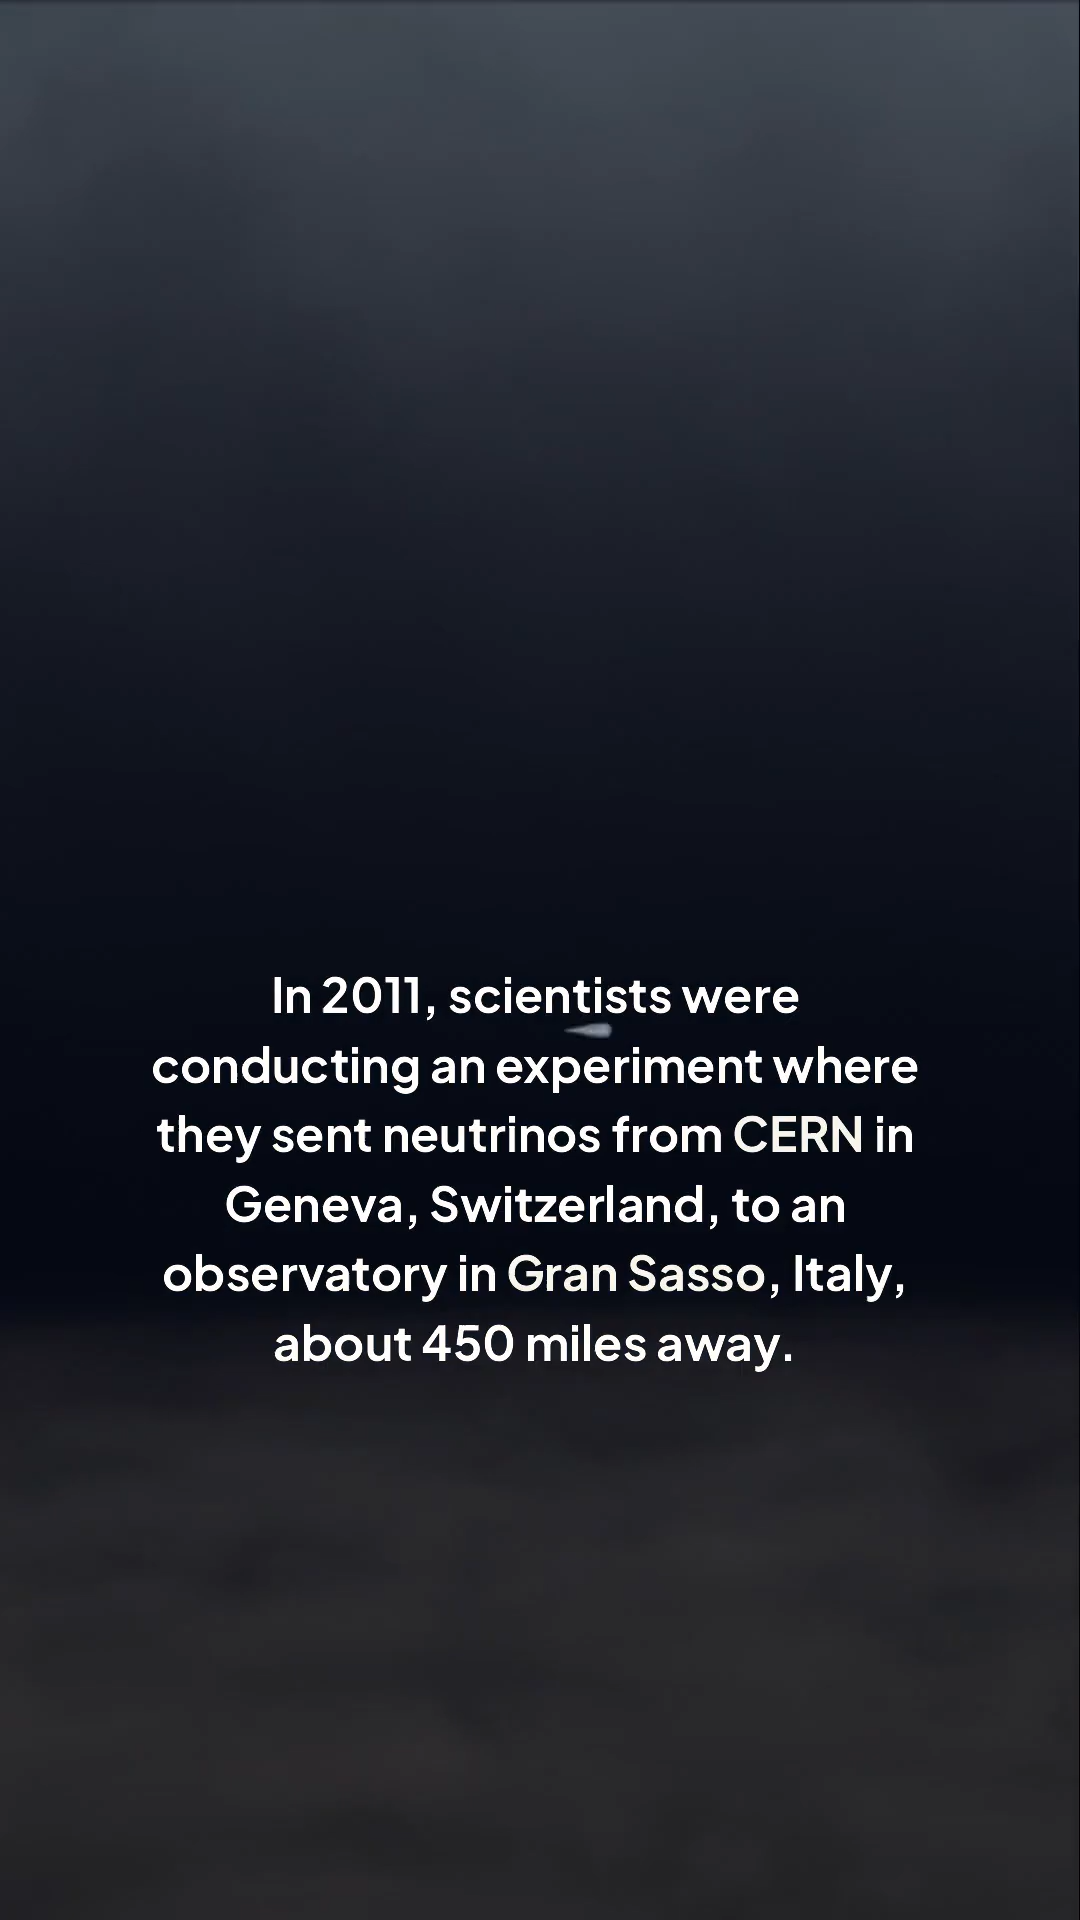 In 2011, scientists were
conducting an experiment where
they sent neutrinos from CERN in
Geneva, Switzerland, to an
observatory in Gran Sasso, Italy,
about 450 miles away.